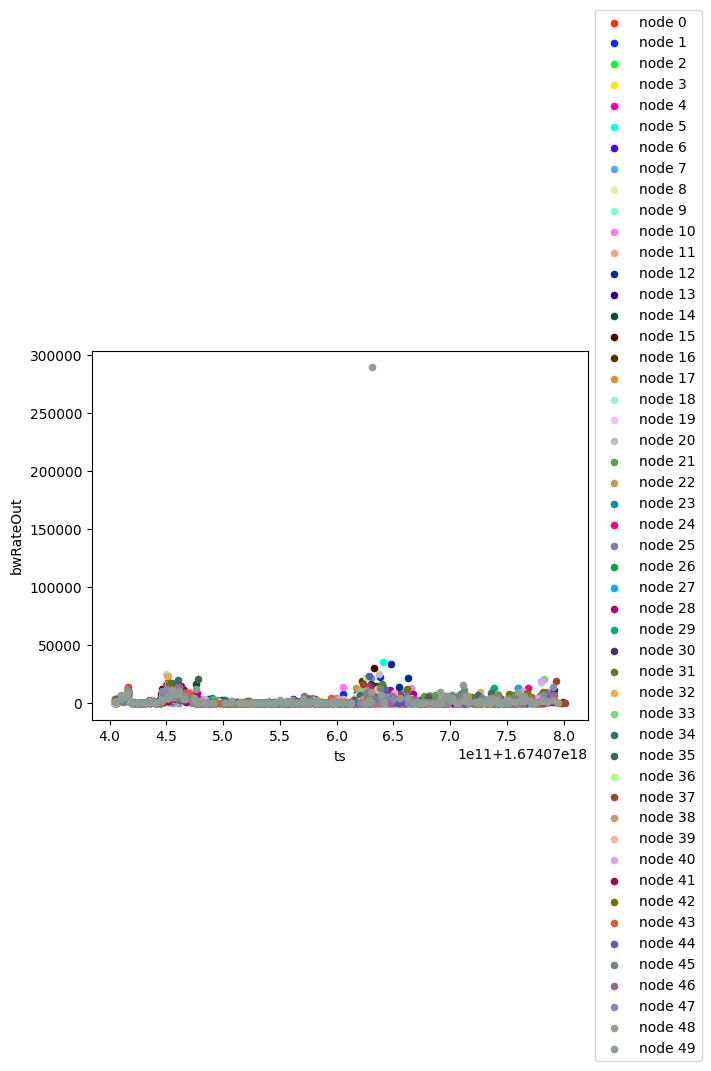 300000
250000
200000
150000
100000
50000
0
bwRateOut
4.0 4.5 5.0 5.5 6.0 6.5 7.0 7.5 8.0
1e11+1.67407e18
ts
node 0
node 1
node 2
node 3
node 4
node 5
node 6
node 7
node 8
node 9
node 10
node 11
node 12
node 13
node 14
node 15
node 16
node 17
node 18
node 19
node 20
node 21
node 22
node 23
node 24
node 25
node 26
node 27
node 28
node 29
node 30
node 31
node 32
node 33
node 34
node 35
node 36
node 37
node 38
node 39
node 40
node 41
node 42
node 43
node 44
node 45
node 46
node 47
node 48
node 49